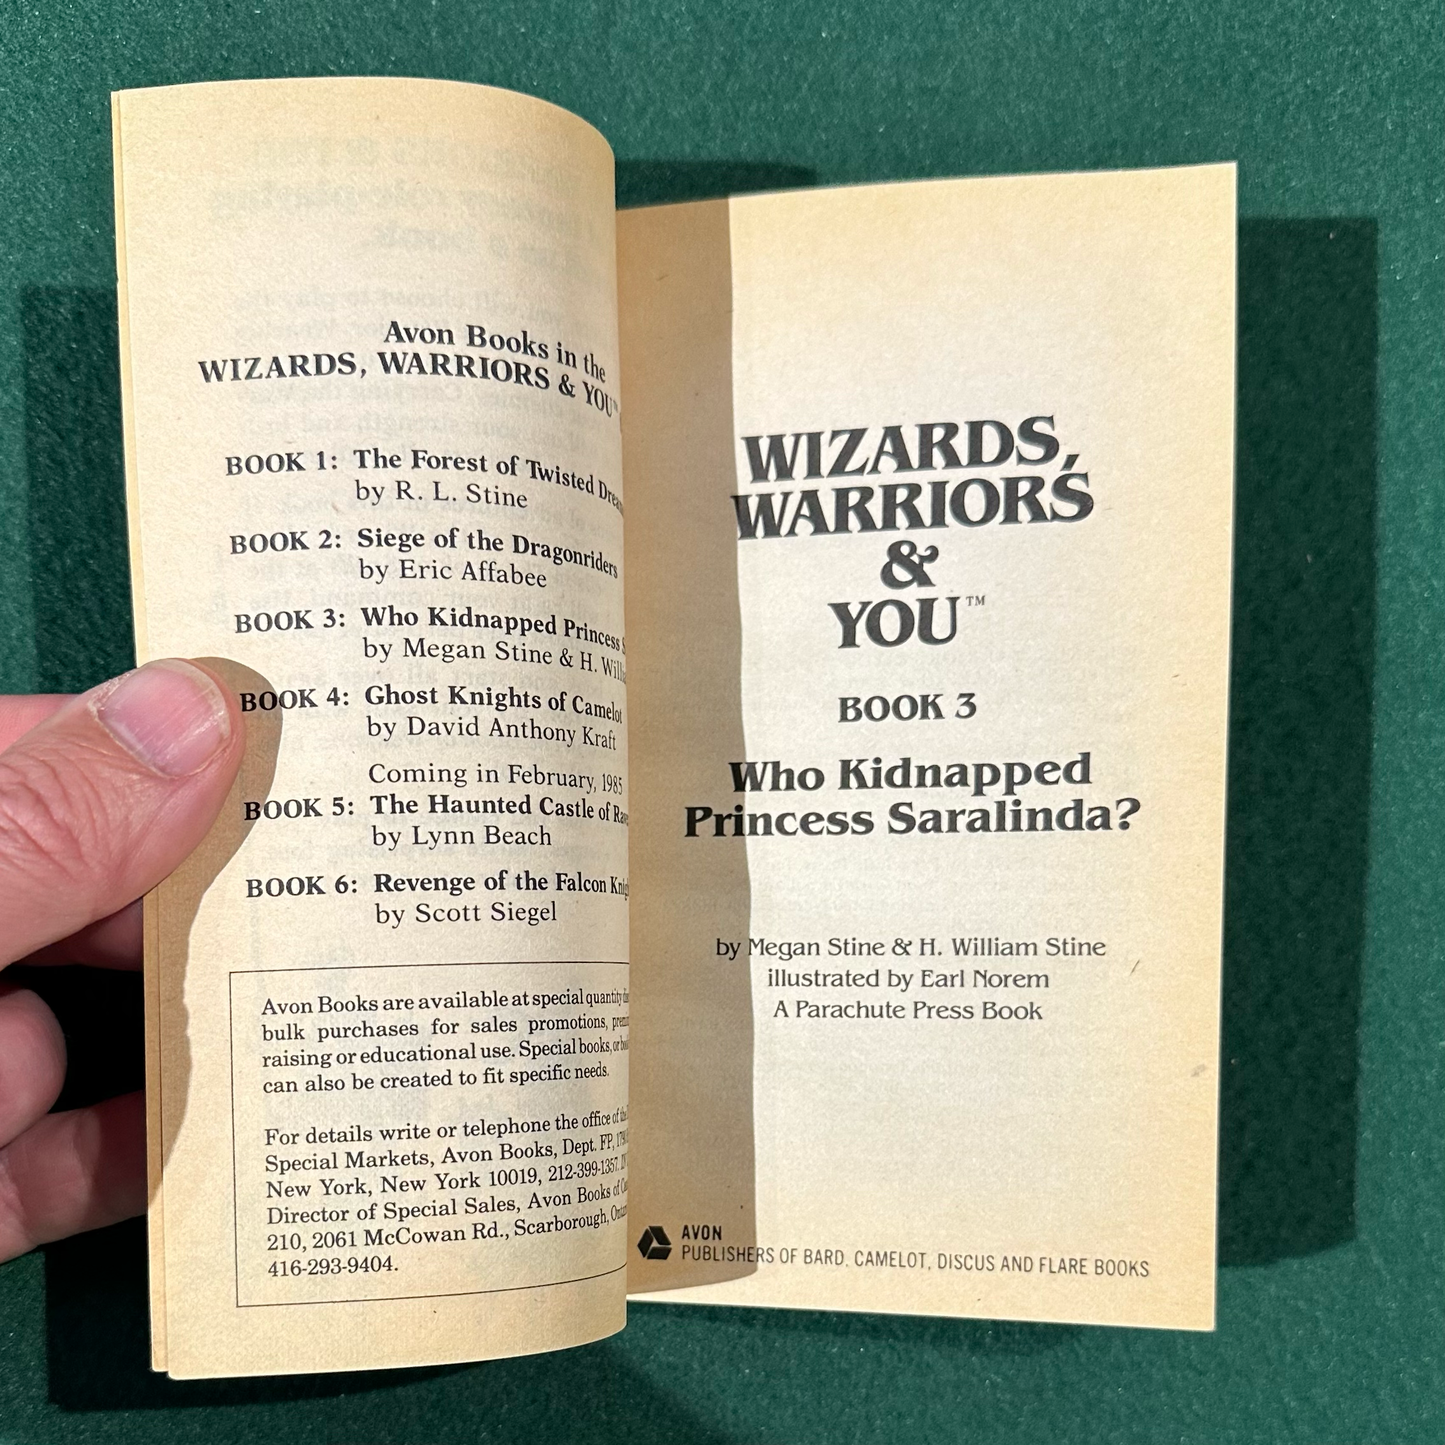 Avon Books in the
WIZARDS, WARRIORS & YOU™
BOOK 1: The Forest of Twisted
by R. L. Stine
BOOK 2: Siege of the Dragonriders
by Eric Affabee
BOOK 3: Who Kidnapped Princess
by Megan Stine & H.
BOOK 4: Ghost Knights of Camelot
by David Anthony Kraft
Coming in February, 1985
BOOK 5: The Haunted Castle of
by Lynn Beach
BOOK 6: Revenge of the Falcon
by Scott Siegel
Avon Books are available at special quantity
bulk purchases for sales promotions,
raising or educational use. Special books, or
can also be created to fit specific needs.
For details write or telephone the office of the
Special Markets, Avon Books, Dept. FP,
New York, New York 10019, 212-399-1357.
Director of Special Sales, Avon Books of
210, 2061 McCowan Rd., Scarborough,
416-293-9404.
WIZARDS,
WARRIORS
&
YOU™
BOOK 3
Who Kidnapped
Princess Saralinda?
by Megan Stine & H. William Stine
illustrated by Earl Norem
A Parachute Press Book
AVON
PUBLISHERS OF BARD, CAMELOT, DISCUS AND FLARE BOOKS